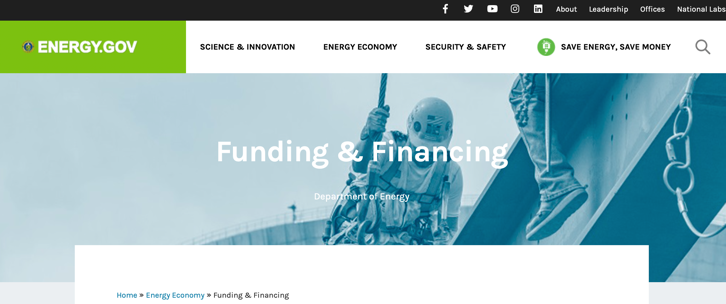 About Leadership Offices National Labs
ENERGY.GOV SCIENCE & INNOVATION ENERGY ECONOMY SECURITY & SAFETY SAVE ENERGY, SAVE MONEY
Funding & Financing
Department of Energy
Home » Energy Economy » Funding & Financing